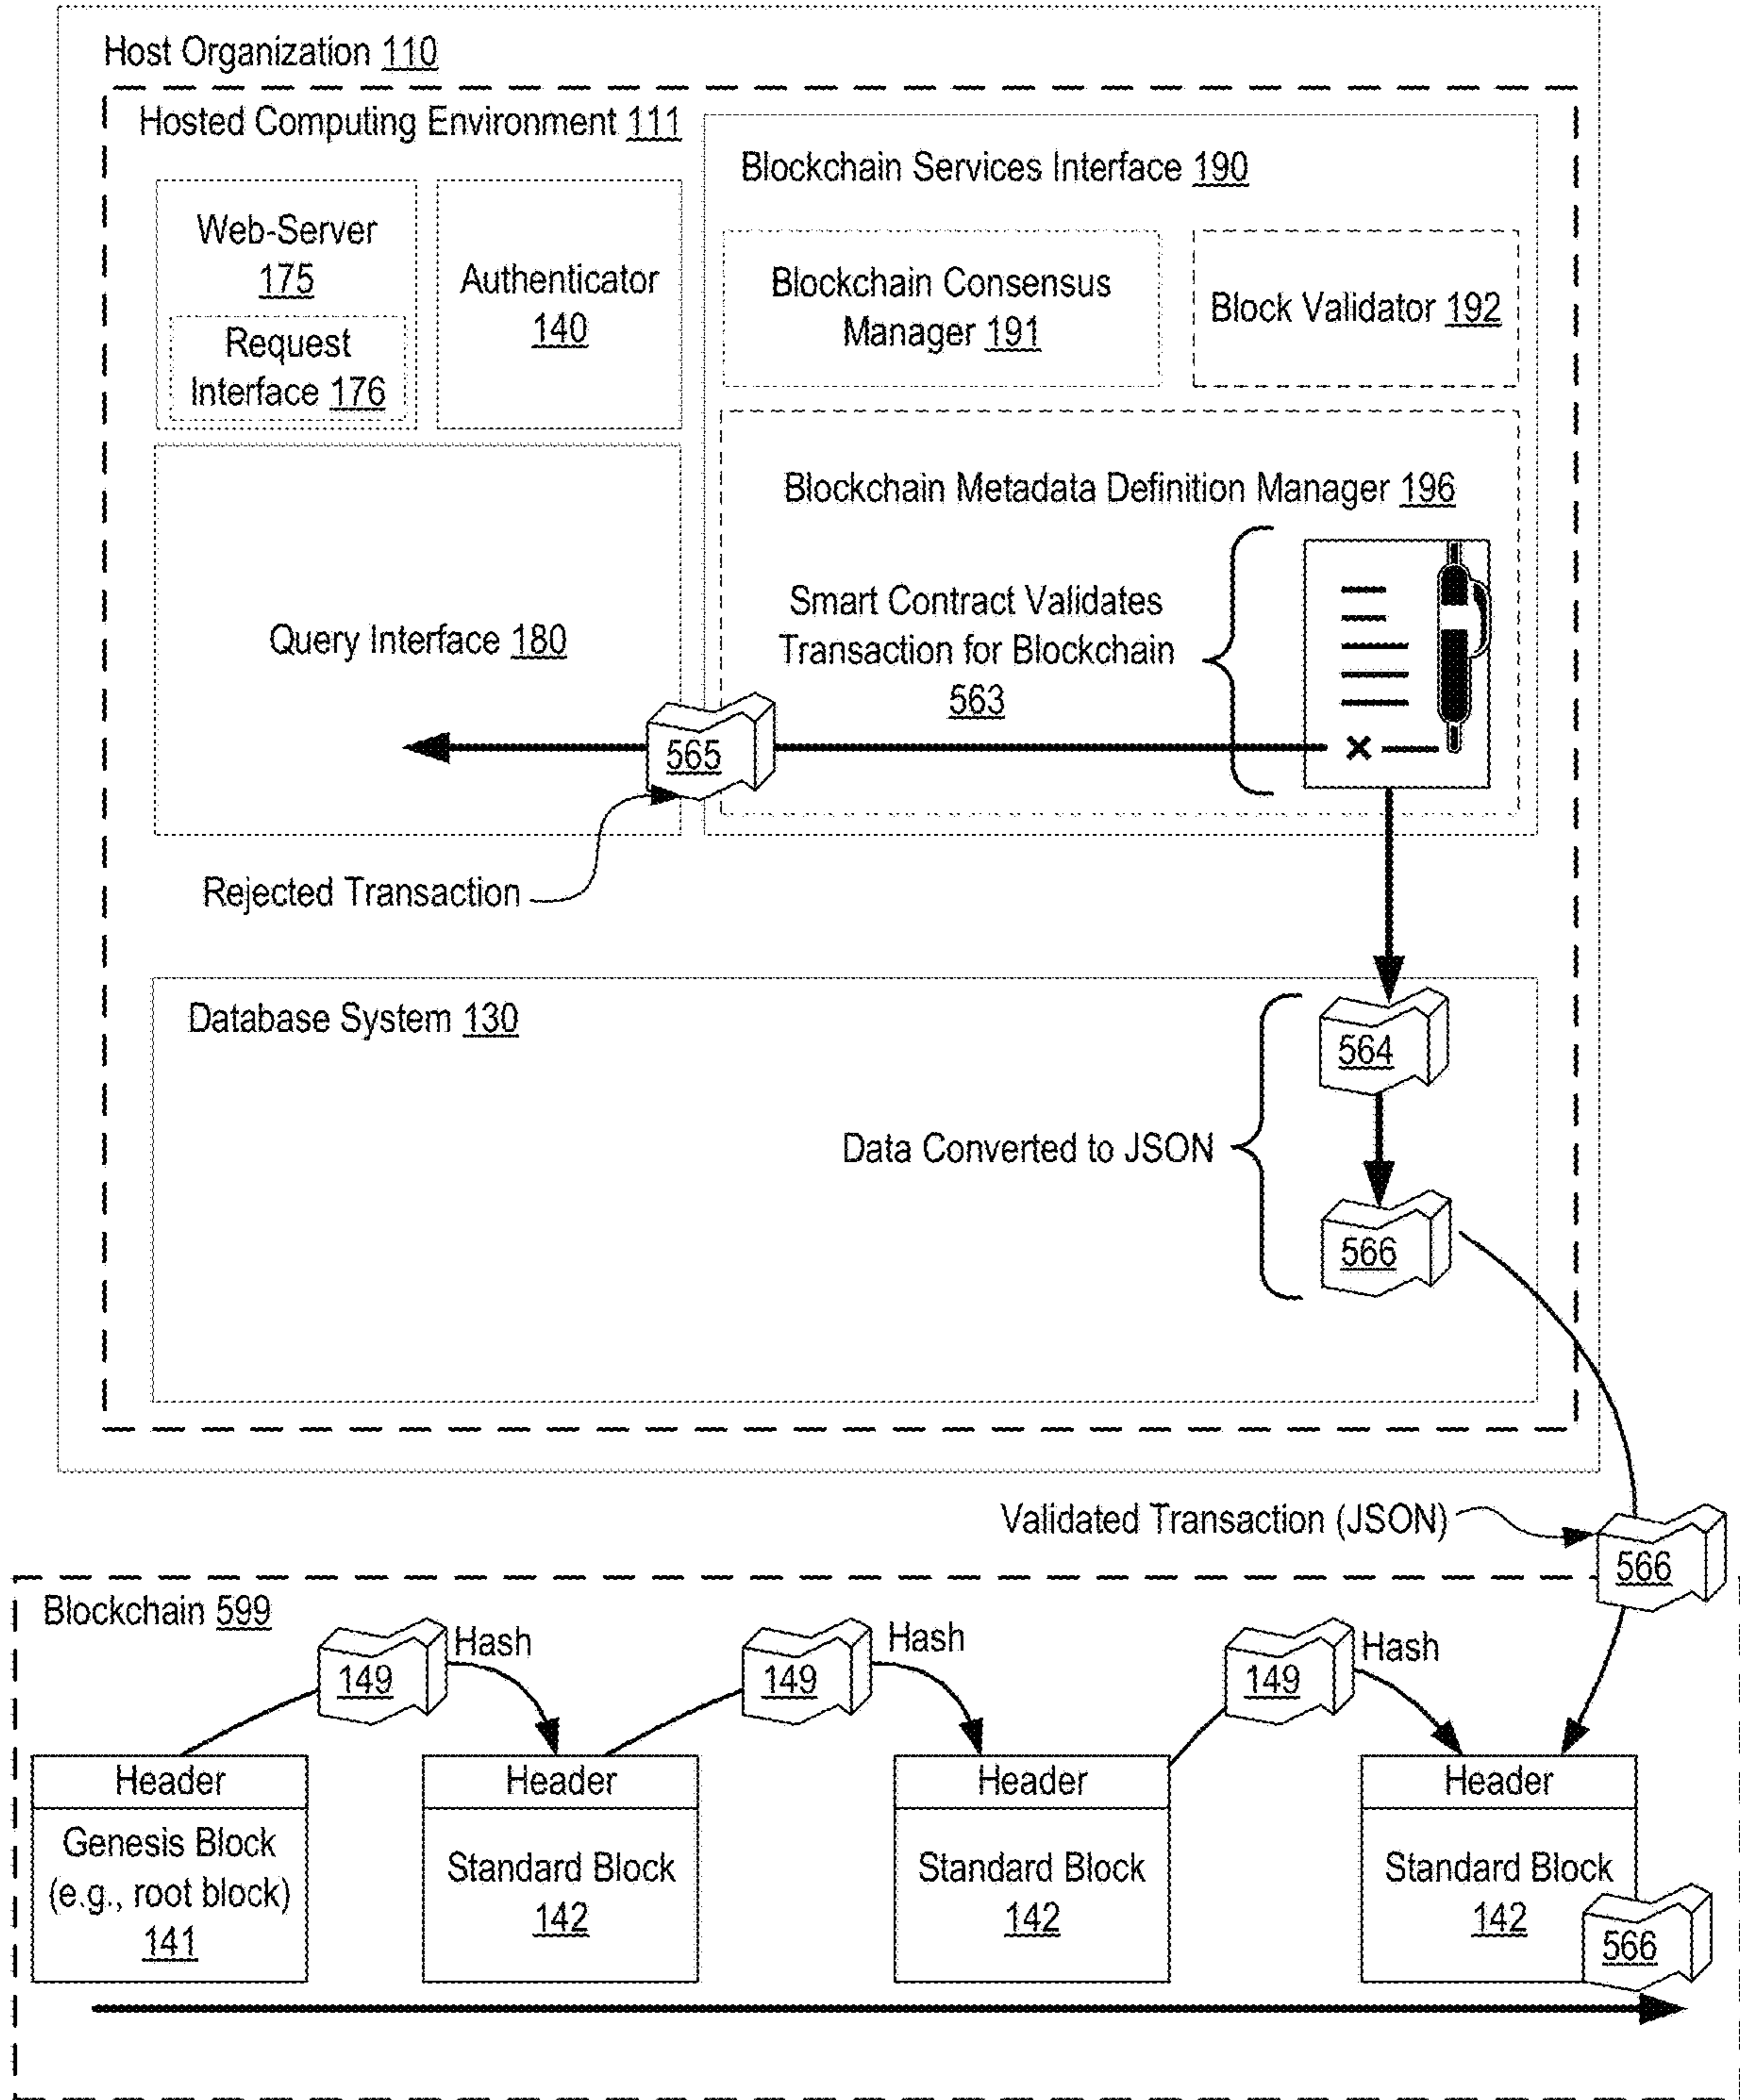 Host Organization 110
Hosted Computing Environment 111
Blockchain Services Interface 190
Web-Server
175
Request
Interface 176
Authenticator
140
Blockchain Consensus
Manager 191
Block Validator 192
Blockchain Metadata Definition Manager 196
Smart Contract Validates
Transaction for Blockchain
563
Query Interface 180
565
Rejected Transaction
Database System 130
564
Data Converted to JSON
566
Validated Transaction (JSON)
566
Blockchain 599
149
Hash
149
Hash
149
Hash
Header
Genesis Block
(e.g., root block)
141
Header
Standard Block
142
Header
Standard Block
142
Header
Standard Block
142
566